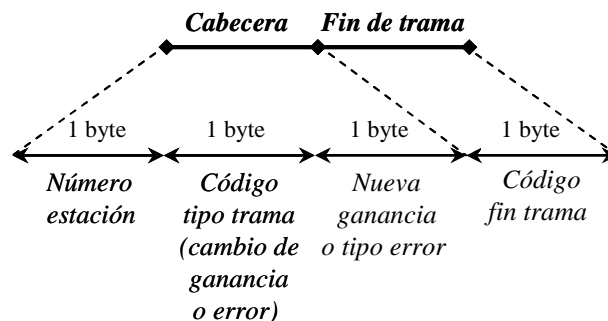 Cabecera Fin de trama
1 byte 1 byte 1 byte 1 byte
Número
estación
Código
tipo trama
(cambio de
ganancia
o error)
Nueva
ganancia
o tipo error
Código
fin trama